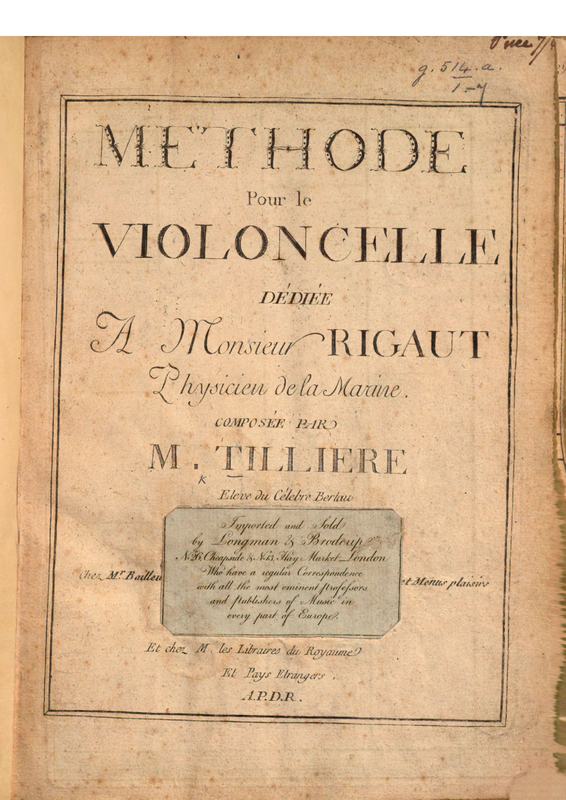 g. 514. a.
1-7
METHODE
Pour le
VIOLONCELLE
DÉDIÉE
A Monsieur RIGAUT
Physicien de la Marine.
COMPOSÉE PAR
M. TILLIERE
K
Eleve du Célebre Bertau
Imported and Sold
by Longman & Broderip
No. 26, Cheapside & No. 13, Hay Market London
Who have a regular Correspondence
with all the most eminent Professors
and Publishers of Music in
every part of Europe.
chez Mr. Bailleu
et Menus plaisirs
Et chez M. les Libraires du Royaume
Et Pays Etrangers.
A.P.D.R.